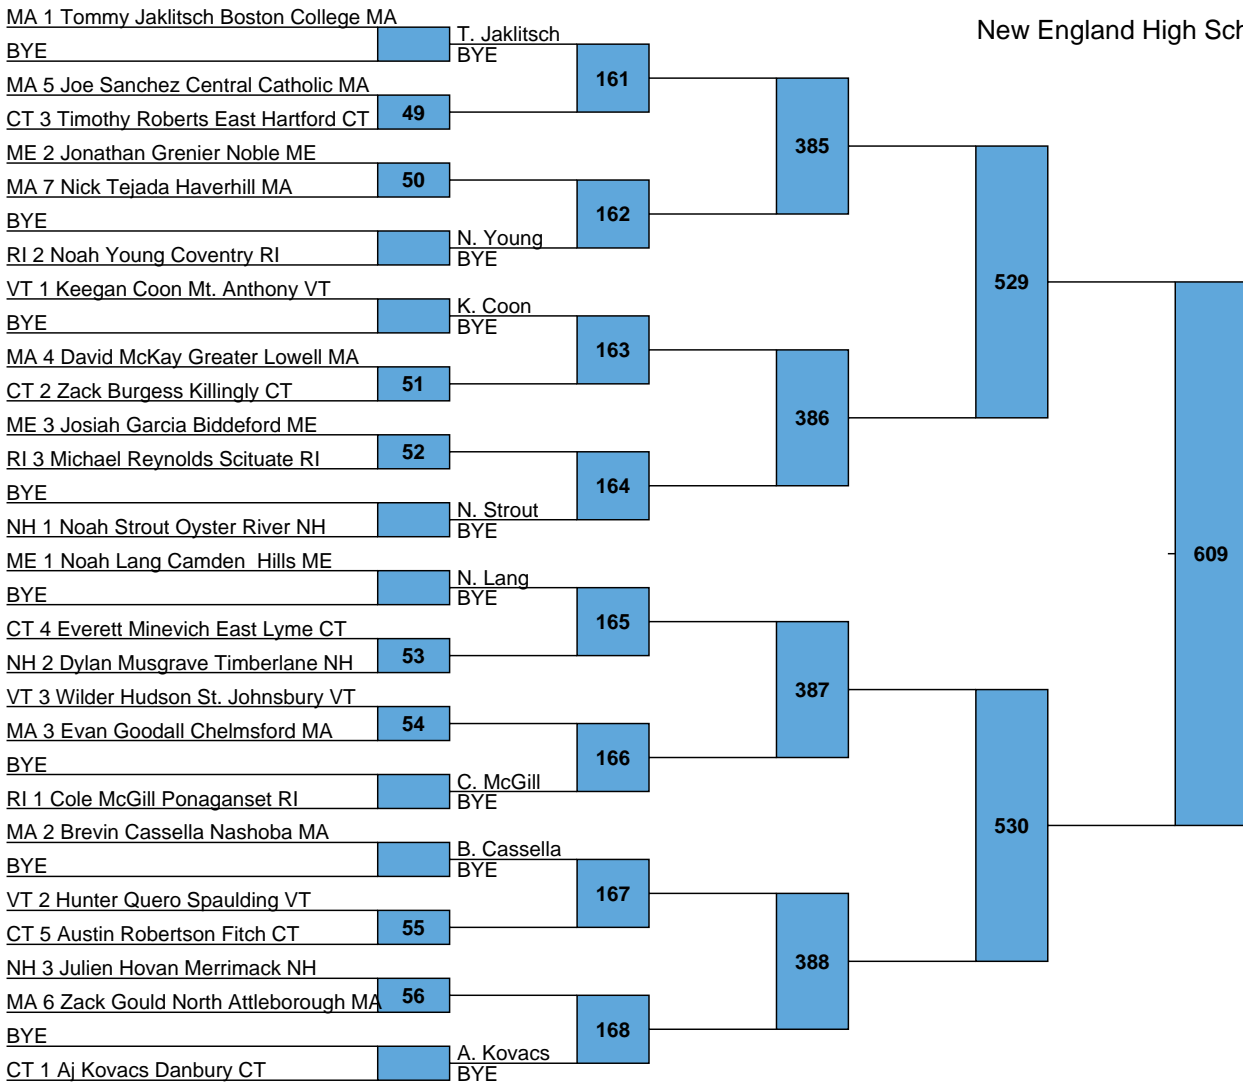 New England High Sch
MA 1 Tommy Jaklitsch Boston College MA
BYE
MA 5 Joe Sanchez Central Catholic MA
CT 3 Timothy Roberts East Hartford CT
ME 2 Jonathan Grenier Noble ME
MA 7 Nick Tejada Haverhill MA
BYE
RI 2 Noah Young Coventry RI
VT 1 Keegan Coon Mt. Anthony VT
BYE
MA 4 David McKay Greater Lowell MA
CT 2 Zack Burgess Killingly CT
ME 3 Josiah Garcia Biddeford ME
RI 3 Michael Reynolds Scituate RI
BYE
NH 1 Noah Strout Oyster River NH
ME 1 Noah Lang Camden  Hills ME
BYE
CT 4 Everett Minevich East Lyme CT
NH 2 Dylan Musgrave Timberlane NH
VT 3 Wilder Hudson St. Johnsbury VT
MA 3 Evan Goodall Chelmsford MA
BYE
RI 1 Cole McGill Ponaganset RI
MA 2 Brevin Cassella Nashoba MA
BYE
VT 2 Hunter Quero Spaulding VT
CT 5 Austin Robertson Fitch CT
NH 3 Julien Hovan Merrimack NH
MA 6 Zack Gould North Attleborough MA
BYE
CT 1 Aj Kovacs Danbury CT
49
50
51
52
53
54
55
56
T. Jaklitsch
BYE
N. Young
BYE
K. Coon
BYE
N. Strout
BYE
N. Lang
BYE
C. McGill
BYE
B. Cassella
BYE
A. Kovacs
BYE
161
162
163
164
165
166
167
168
385
386
387
388
529
530
609